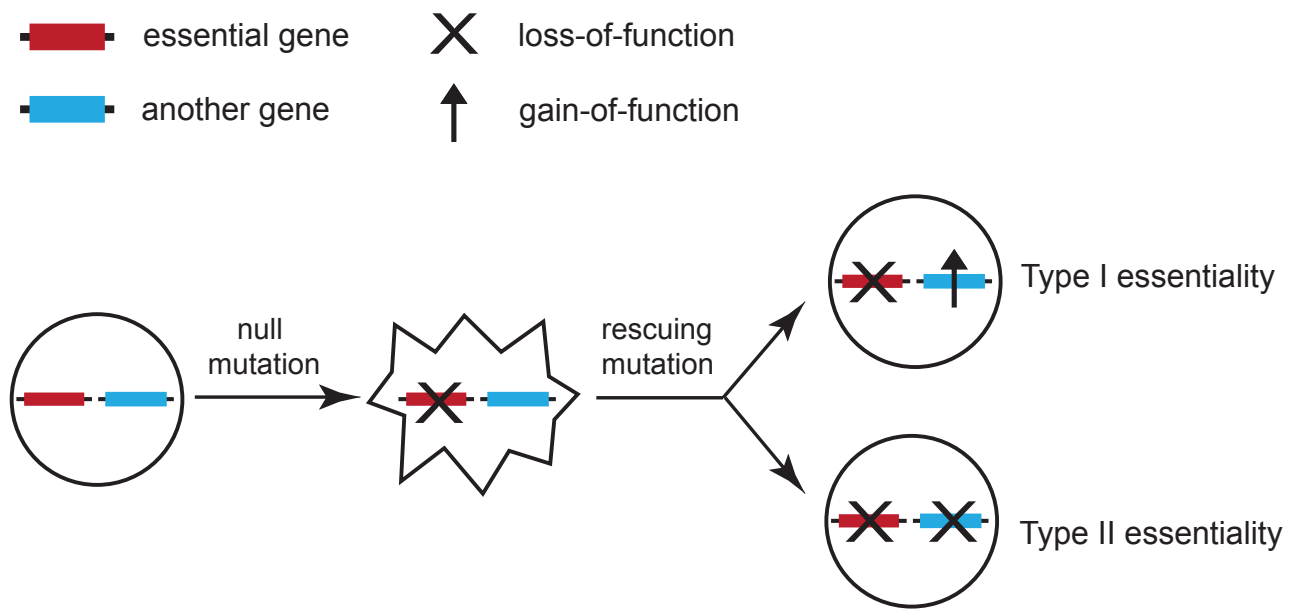 essential gene
loss-of-function
another gene
gain-of-function
null
mutation
rescuing
mutation
Type I essentiality
Type II essentiality